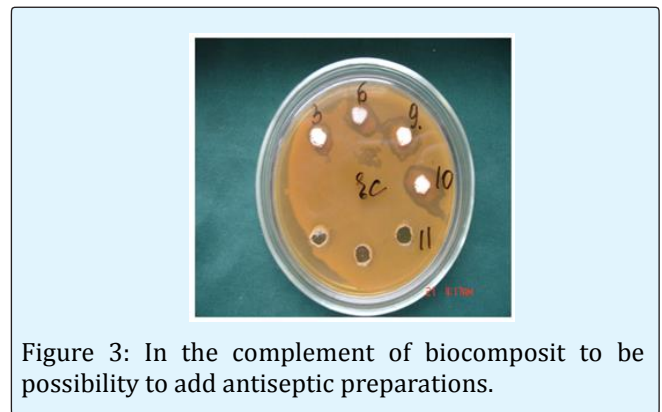 6
3
9.
10
11
Figure 3: In the complement of biocomposit to be
possibility to add antiseptic preparations.